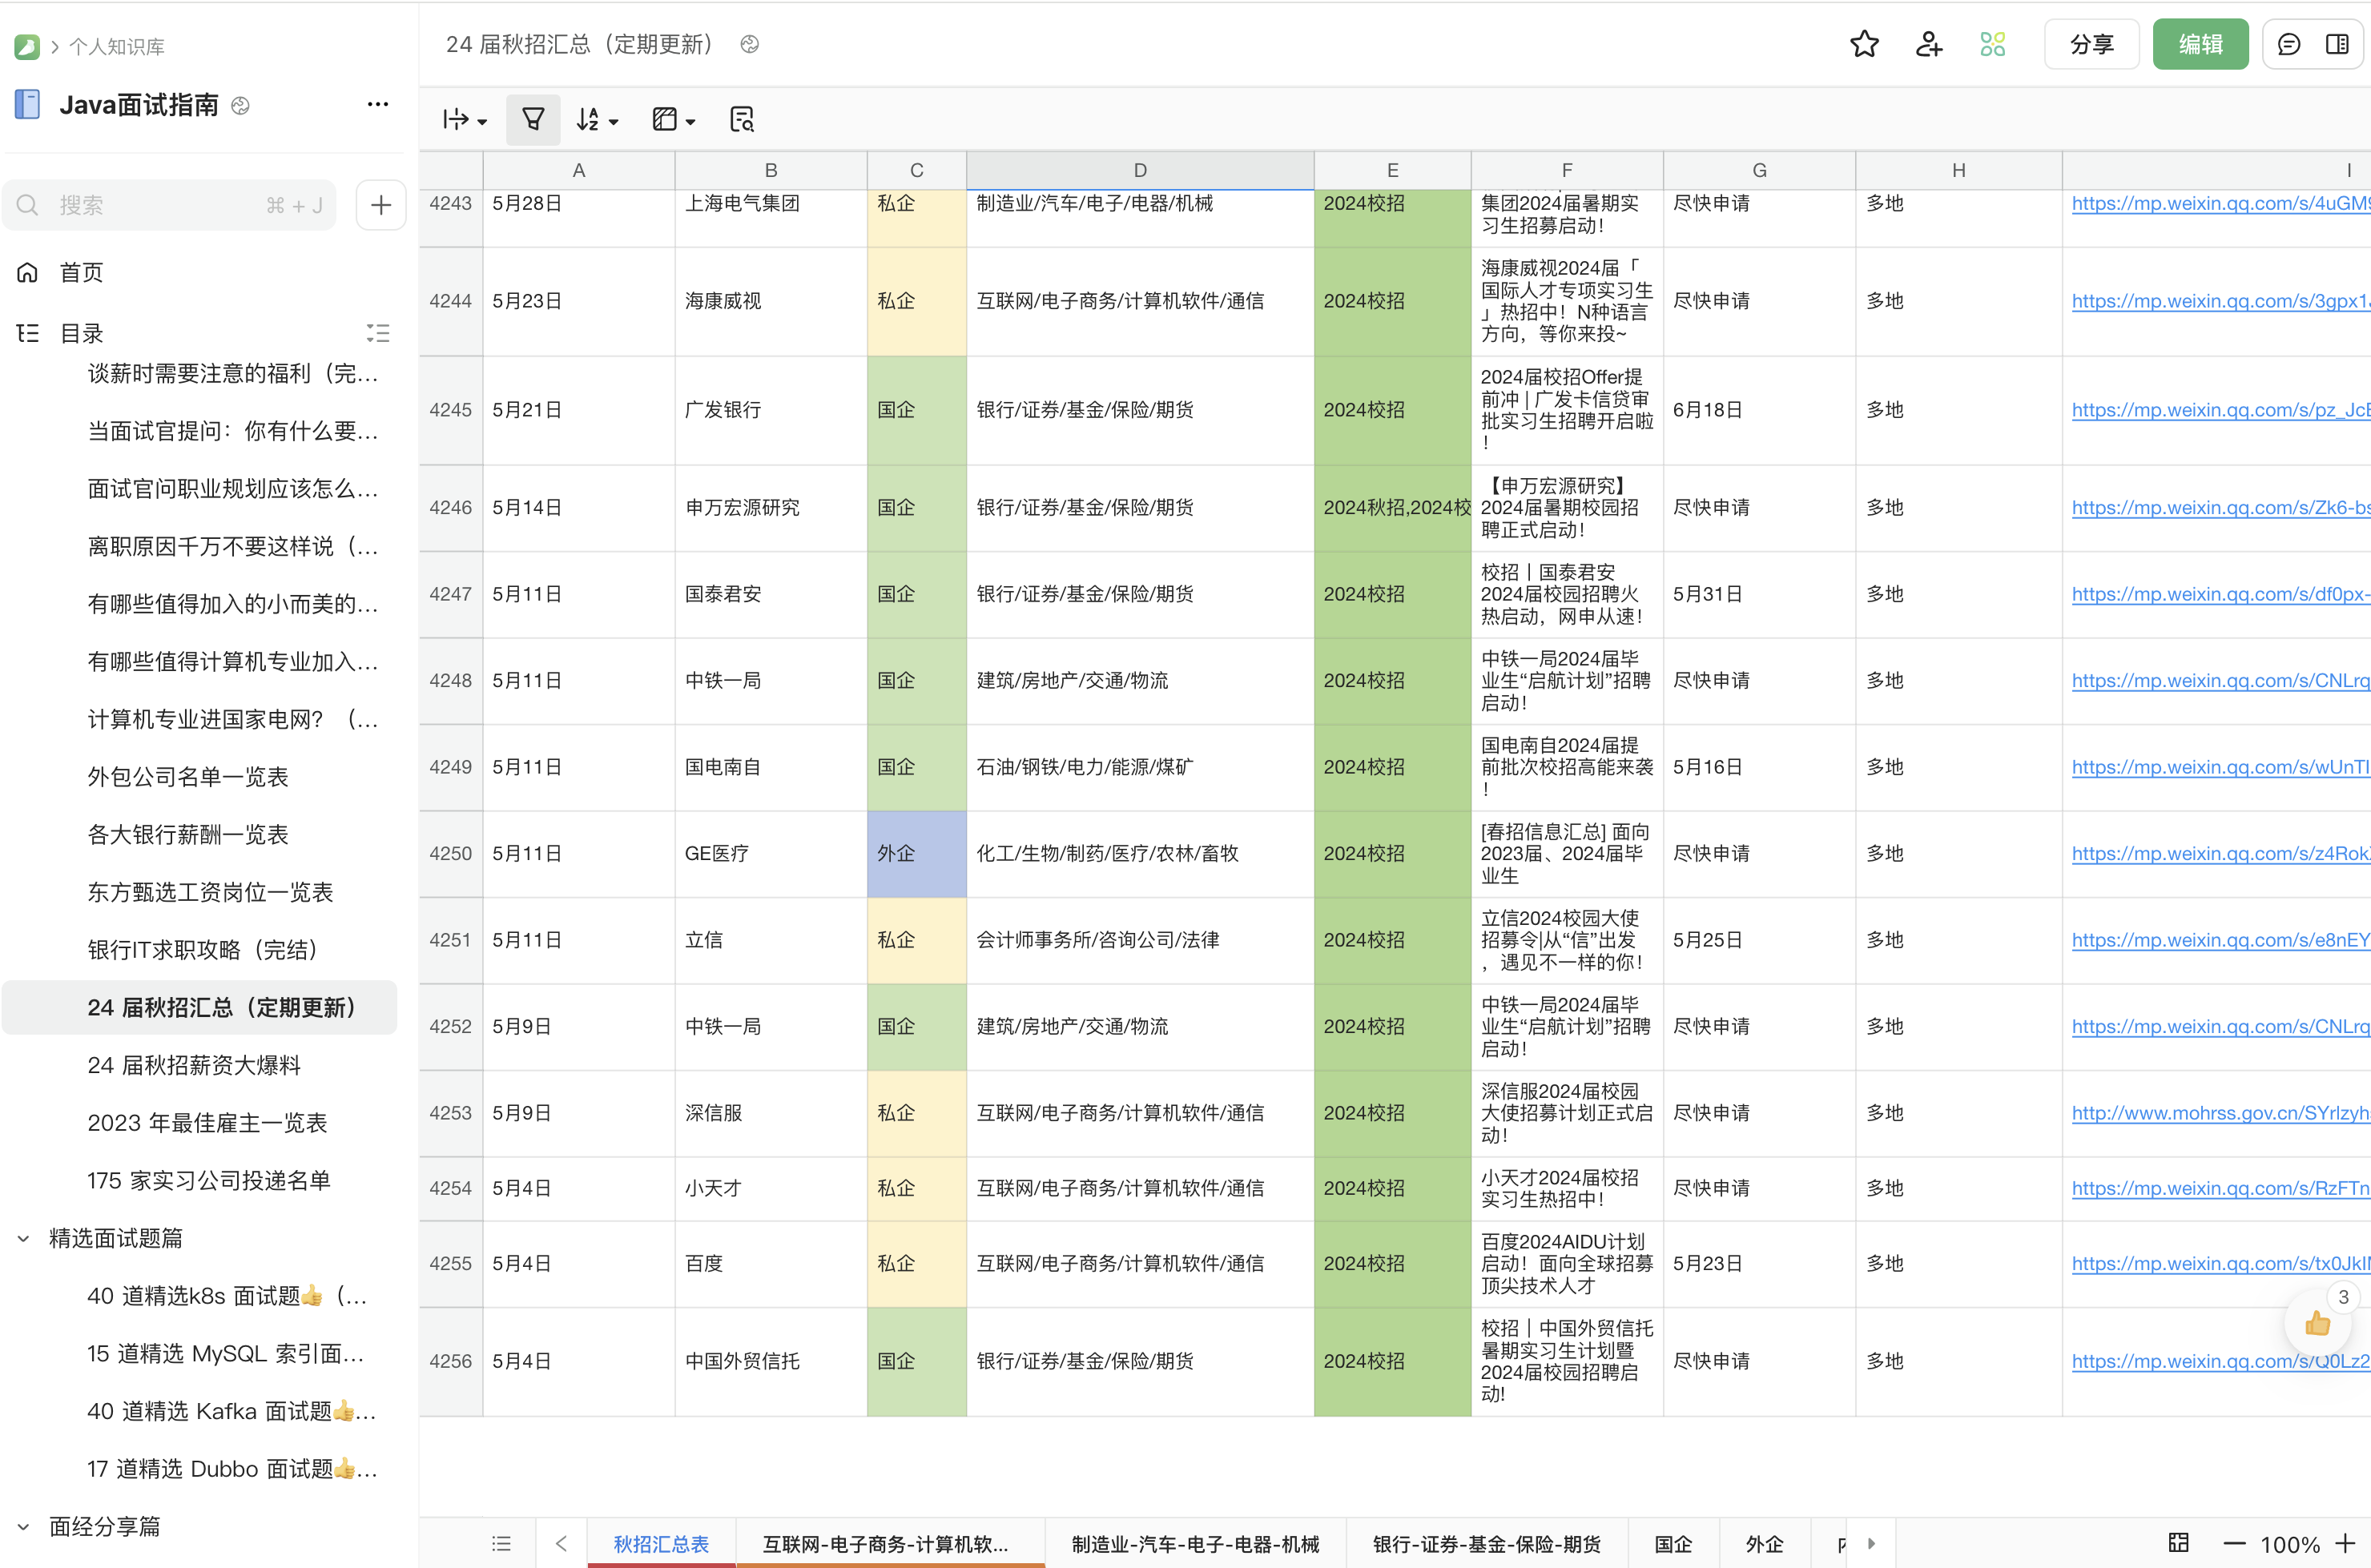 个人知识库
Java面试指南
搜索 ⌘ + J
首页
目录
谈薪时需要注意的福利（完...
当面试官提问：你有什么要...
面试官问职业规划应该怎么...
离职原因千万不要这样说（...
有哪些值得加入的小而美的...
有哪些值得计算机专业加入...
计算机专业进国家电网？（...
外包公司名单一览表
各大银行薪酬一览表
东方甄选工资岗位一览表
银行IT求职攻略（完结）
24 届秋招汇总（定期更新）
24 届秋招薪资大爆料
2023 年最佳雇主一览表
175 家实习公司投递名单
精选面试题篇
40 道精选k8s 面试题👍（...
15 道精选 MySQL 索引面...
40 道精选 Kafka 面试题👍...
17 道精选 Dubbo 面试题👍...
面经分享篇
24 届秋招汇总（定期更新）
分享
编辑
A B C D E F G H I
4243 5月28日 上海电气集团 私企 制造业/汽车/电子/电器/机械 2024校招
集团2024届暑期实
习生招募启动！
尽快申请 多地 https://mp.weixin.qq.com/s/4uGM
4244 5月23日 海康威视 私企 互联网/电子商务/计算机软件/通信 2024校招
海康威视2024届「
国际人才专项实习生
」热招中！N种语言
方向，等你来投~
尽快申请 多地 https://mp.weixin.qq.com/s/3gpx1
4245 5月21日 广发银行 国企 银行/证券/基金/保险/期货 2024校招
2024届校招Offer提
前冲 | 广发卡信贷审
批实习生招聘开启啦
！
6月18日 多地 https://mp.weixin.qq.com/s/pz_Jc
4246 5月14日 申万宏源研究 国企 银行/证券/基金/保险/期货 2024秋招,2024校
【申万宏源研究】
2024届暑期校园招
聘正式启动！
尽快申请 多地 https://mp.weixin.qq.com/s/Zk6-bs
4247 5月11日 国泰君安 国企 银行/证券/基金/保险/期货 2024校招
校招丨国泰君安
2024届校园招聘火
热启动，网申从速！
5月31日 多地 https://mp.weixin.qq.com/s/df0px-
4248 5月11日 中铁一局 国企 建筑/房地产/交通/物流 2024校招
中铁一局2024届毕
业生“启航计划”招聘
启动！
尽快申请 多地 https://mp.weixin.qq.com/s/CNLrq
4249 5月11日 国电南自 国企 石油/钢铁/电力/能源/煤矿 2024校招
国电南自2024届提
前批次校招高能来袭
！
5月16日 多地 https://mp.weixin.qq.com/s/wUnTI
4250 5月11日 GE医疗 外企 化工/生物/制药/医疗/农林/畜牧 2024校招
[春招信息汇总] 面向
2023届、2024届毕
业生
尽快申请 多地 https://mp.weixin.qq.com/s/z4Rok
4251 5月11日 立信 私企 会计师事务所/咨询公司/法律 2024校招
立信2024校园大使
招募令|从“信”出发
，遇见不一样的你！
5月25日 多地 https://mp.weixin.qq.com/s/e8nEY
4252 5月9日 中铁一局 国企 建筑/房地产/交通/物流 2024校招
中铁一局2024届毕
业生“启航计划”招聘
启动！
尽快申请 多地 https://mp.weixin.qq.com/s/CNLrq
4253 5月9日 深信服 私企 互联网/电子商务/计算机软件/通信 2024校招
深信服2024届校园
大使招募计划正式启
动！
尽快申请 多地 http://www.mohrss.gov.cn/SYrlzyh
4254 5月4日 小天才 私企 互联网/电子商务/计算机软件/通信 2024校招
小天才2024届校招
实习生热招中！
尽快申请 多地 https://mp.weixin.qq.com/s/RzFTn
4255 5月4日 百度 私企 互联网/电子商务/计算机软件/通信 2024校招
百度2024AIDU计划
启动！面向全球招募
顶尖技术人才
5月23日 多地 https://mp.weixin.qq.com/s/tx0JkI
4256 5月4日 中国外贸信托 国企 银行/证券/基金/保险/期货 2024校招
校招丨中国外贸信托
暑期实习生计划暨
2024届校园招聘启
动!
尽快申请 多地 https://mp.weixin.qq.com/s/Q0Lz2
3
秋招汇总表 互联网-电子商务-计算机软... 制造业-汽车-电子-电器-机械 银行-证券-基金-保险-期货 国企 外企
100%